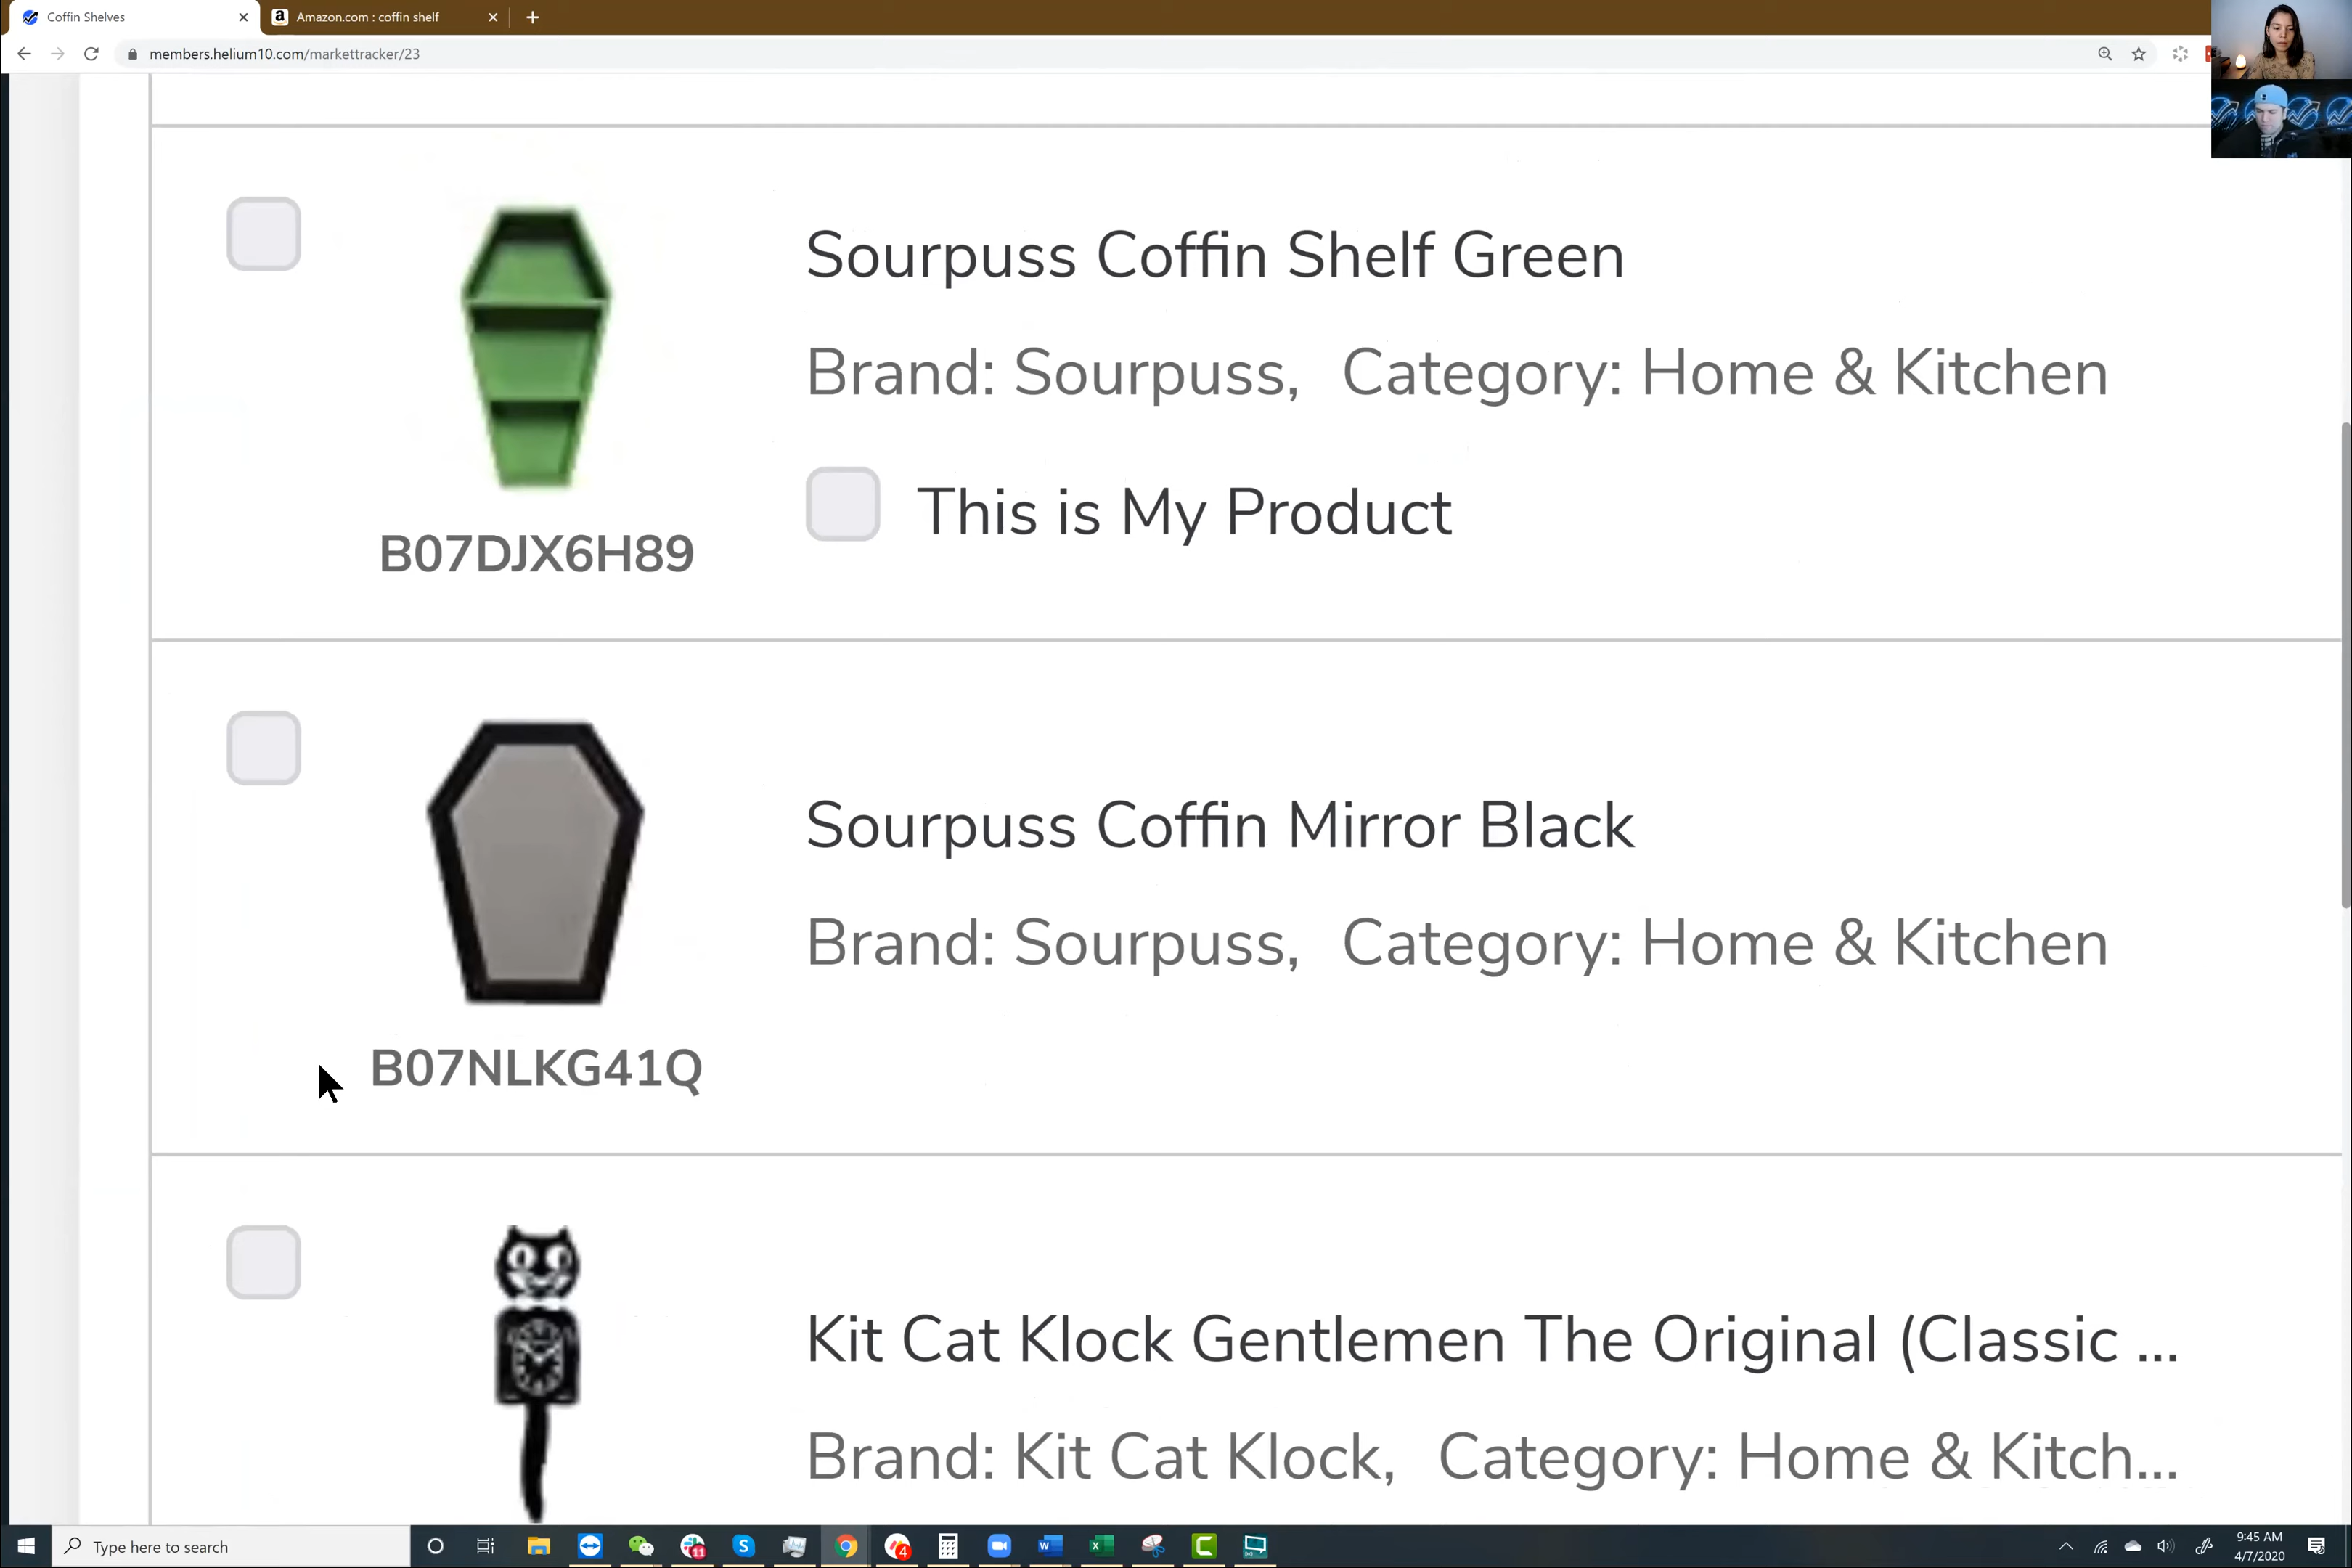 Coffin Shelves
Amazon.com : coffin shelf
members.helium10.com/markettracker/23
Sourpuss Coffin Shelf Green
Brand: Sourpuss, Category: Home & Kitchen
This is My Product
B07DJX6H89
Sourpuss Coffin Mirror Black
Brand: Sourpuss, Category: Home & Kitchen
B07NLKG41Q
Kit Cat Klock Gentlemen The Original (Classic ...
Brand: Kit Cat Klock, Category: Home & Kitch...
Type here to search
11
4
9:45 AM
4/7/2020